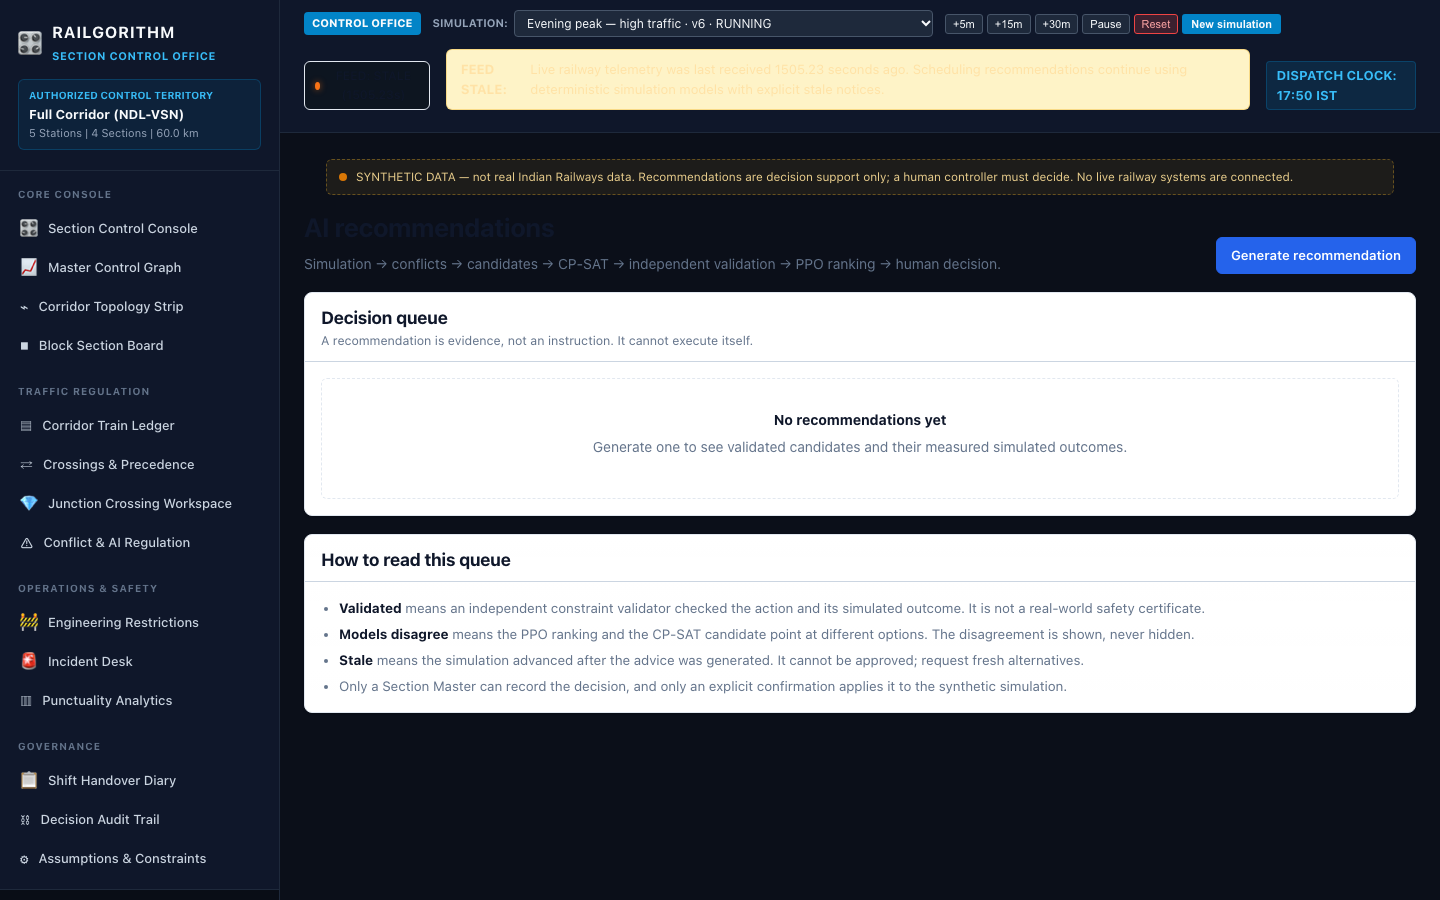 RAILGORITHM
SECTION CONTROL OFFICE
AUTHORIZED CONTROL TERRITORY
Full Corridor (NDL-VSN)
5 Stations | 4 Sections | 60.0 km
CORE CONSOLE
Section Control Console
Master Control Graph
Corridor Topology Strip
Block Section Board
TRAFFIC REGULATION
Corridor Train Ledger
Crossings & Precedence
Junction Crossing Workspace
Conflict & AI Regulation
OPERATIONS & SAFETY
Engineering Restrictions
Incident Desk
Punctuality Analytics
GOVERNANCE
Shift Handover Diary
Decision Audit Trail
Assumptions & Constraints
CONTROL OFFICE SIMULATION: Evening peak — high traffic · v6 · RUNNING +5m +15m +30m Pause Reset New simulation
FEED STALE: Live railway telemetry was last received 1505.23 seconds ago. Scheduling recommendations continue using
deterministic simulation models with explicit stale notices.
DISPATCH CLOCK:
17:50 IST
SYNTHETIC DATA — not real Indian Railways data. Recommendations are decision support only; a human controller must decide. No live railway systems are connected.
AI recommendations
Simulation → conflicts → candidates → CP-SAT → independent validation → PPO ranking → human decision.
Generate recommendation
Decision queue
A recommendation is evidence, not an instruction. It cannot execute itself.
No recommendations yet
Generate one to see validated candidates and their measured simulated outcomes.
How to read this queue
• Validated means an independent constraint validator checked the action and its simulated outcome. It is not a real-world safety certificate.
• Models disagree means the PPO ranking and the CP-SAT candidate point at different options. The disagreement is shown, never hidden.
• Stale means the simulation advanced after the advice was generated. It cannot be approved; request fresh alternatives.
• Only a Section Master can record the decision, and only an explicit confirmation applies it to the synthetic simulation.